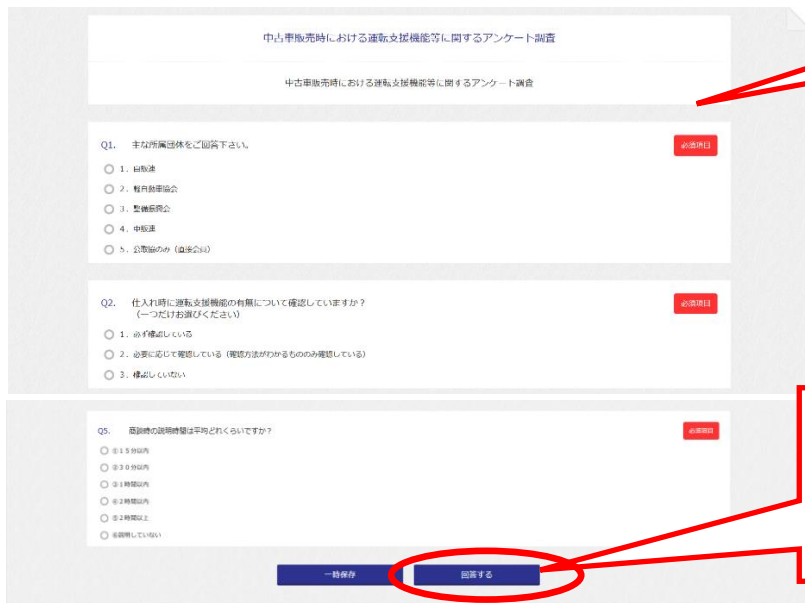 中古車販売時における運転支援機能等に関するアンケート調査
中古車販売時における運転支援機能等に関するアンケート調査
Q1. 主な所属団体をご回答下さい。
必須項目
1. 自販連
2. 軽自動車協会
3. 整備振興会
4. 中販連
5. 公取協のみ（直接会員）
Q2. 仕入れ時に運転支援機能の有無について確認していますか？
（一つだけお選びください）
必須項目
1. 必ず確認している
2. 必要に応じて確認している（確認方法がわかるもののみ確認している）
3. 確認していない
Q5. 商談時の説明時間は平均どれくらいですか？
必須項目
①１５分以内
②３０分以内
③１時間以内
④２時間以内
⑤２時間以上
⑥説明していない
一時保存
回答する